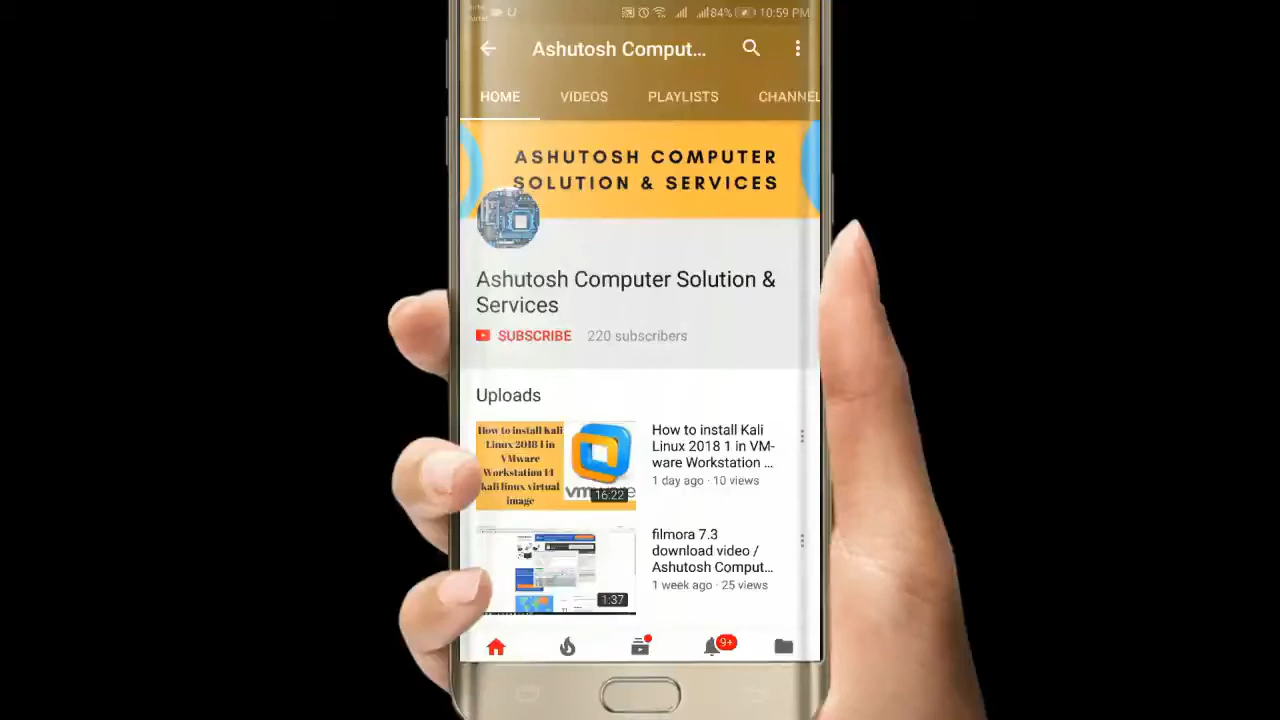 84% 10:59 PM
Ashutosh Comput...
HOME VIDEOS PLAYLISTS CHANNEL
ASHUTOSH COMPUTER
SOLUTION & SERVICES
Ashutosh Computer Solution &
Services
SUBSCRIBE 220 subscribers
Uploads
How to install Kali
Linux 2018 1 in
VMware
Workstation 14
kali linux virtual
image
vmware
16:22
How to install Kali
Linux 2018 1 in VM-
ware Workstation ...
1 day ago · 10 views
1:37
filmora 7.3
download video /
Ashutosh Comput...
1 week ago · 25 views
9+